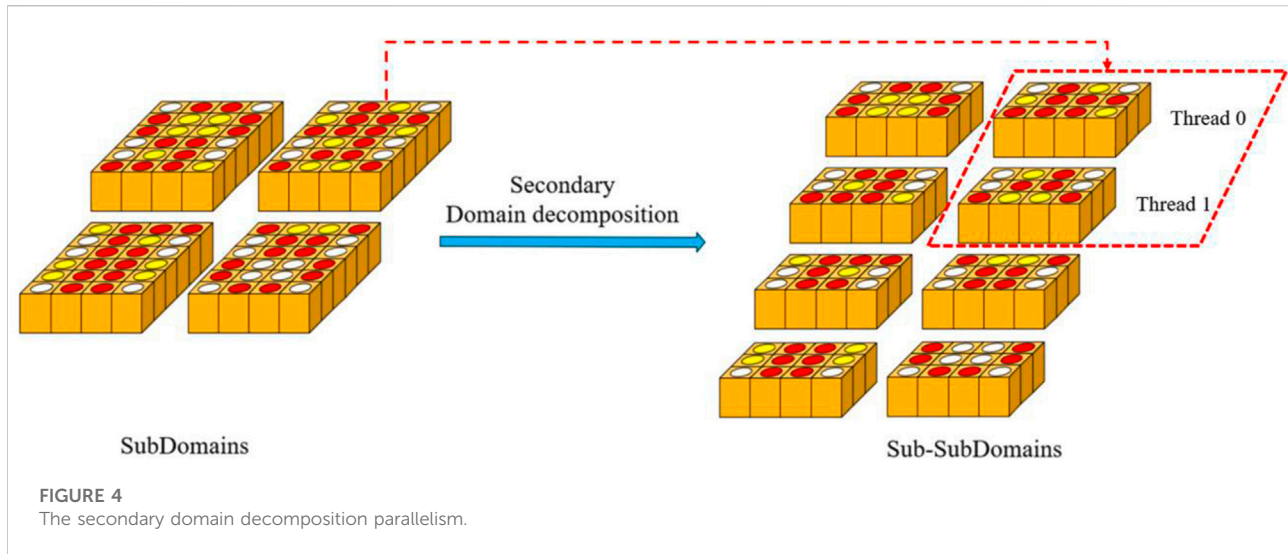 Thread 0
Thread 1
Secondary
Domain decomposition
SubDomains
Sub-SubDomains
FIGURE 4
The secondary domain decomposition parallelism.